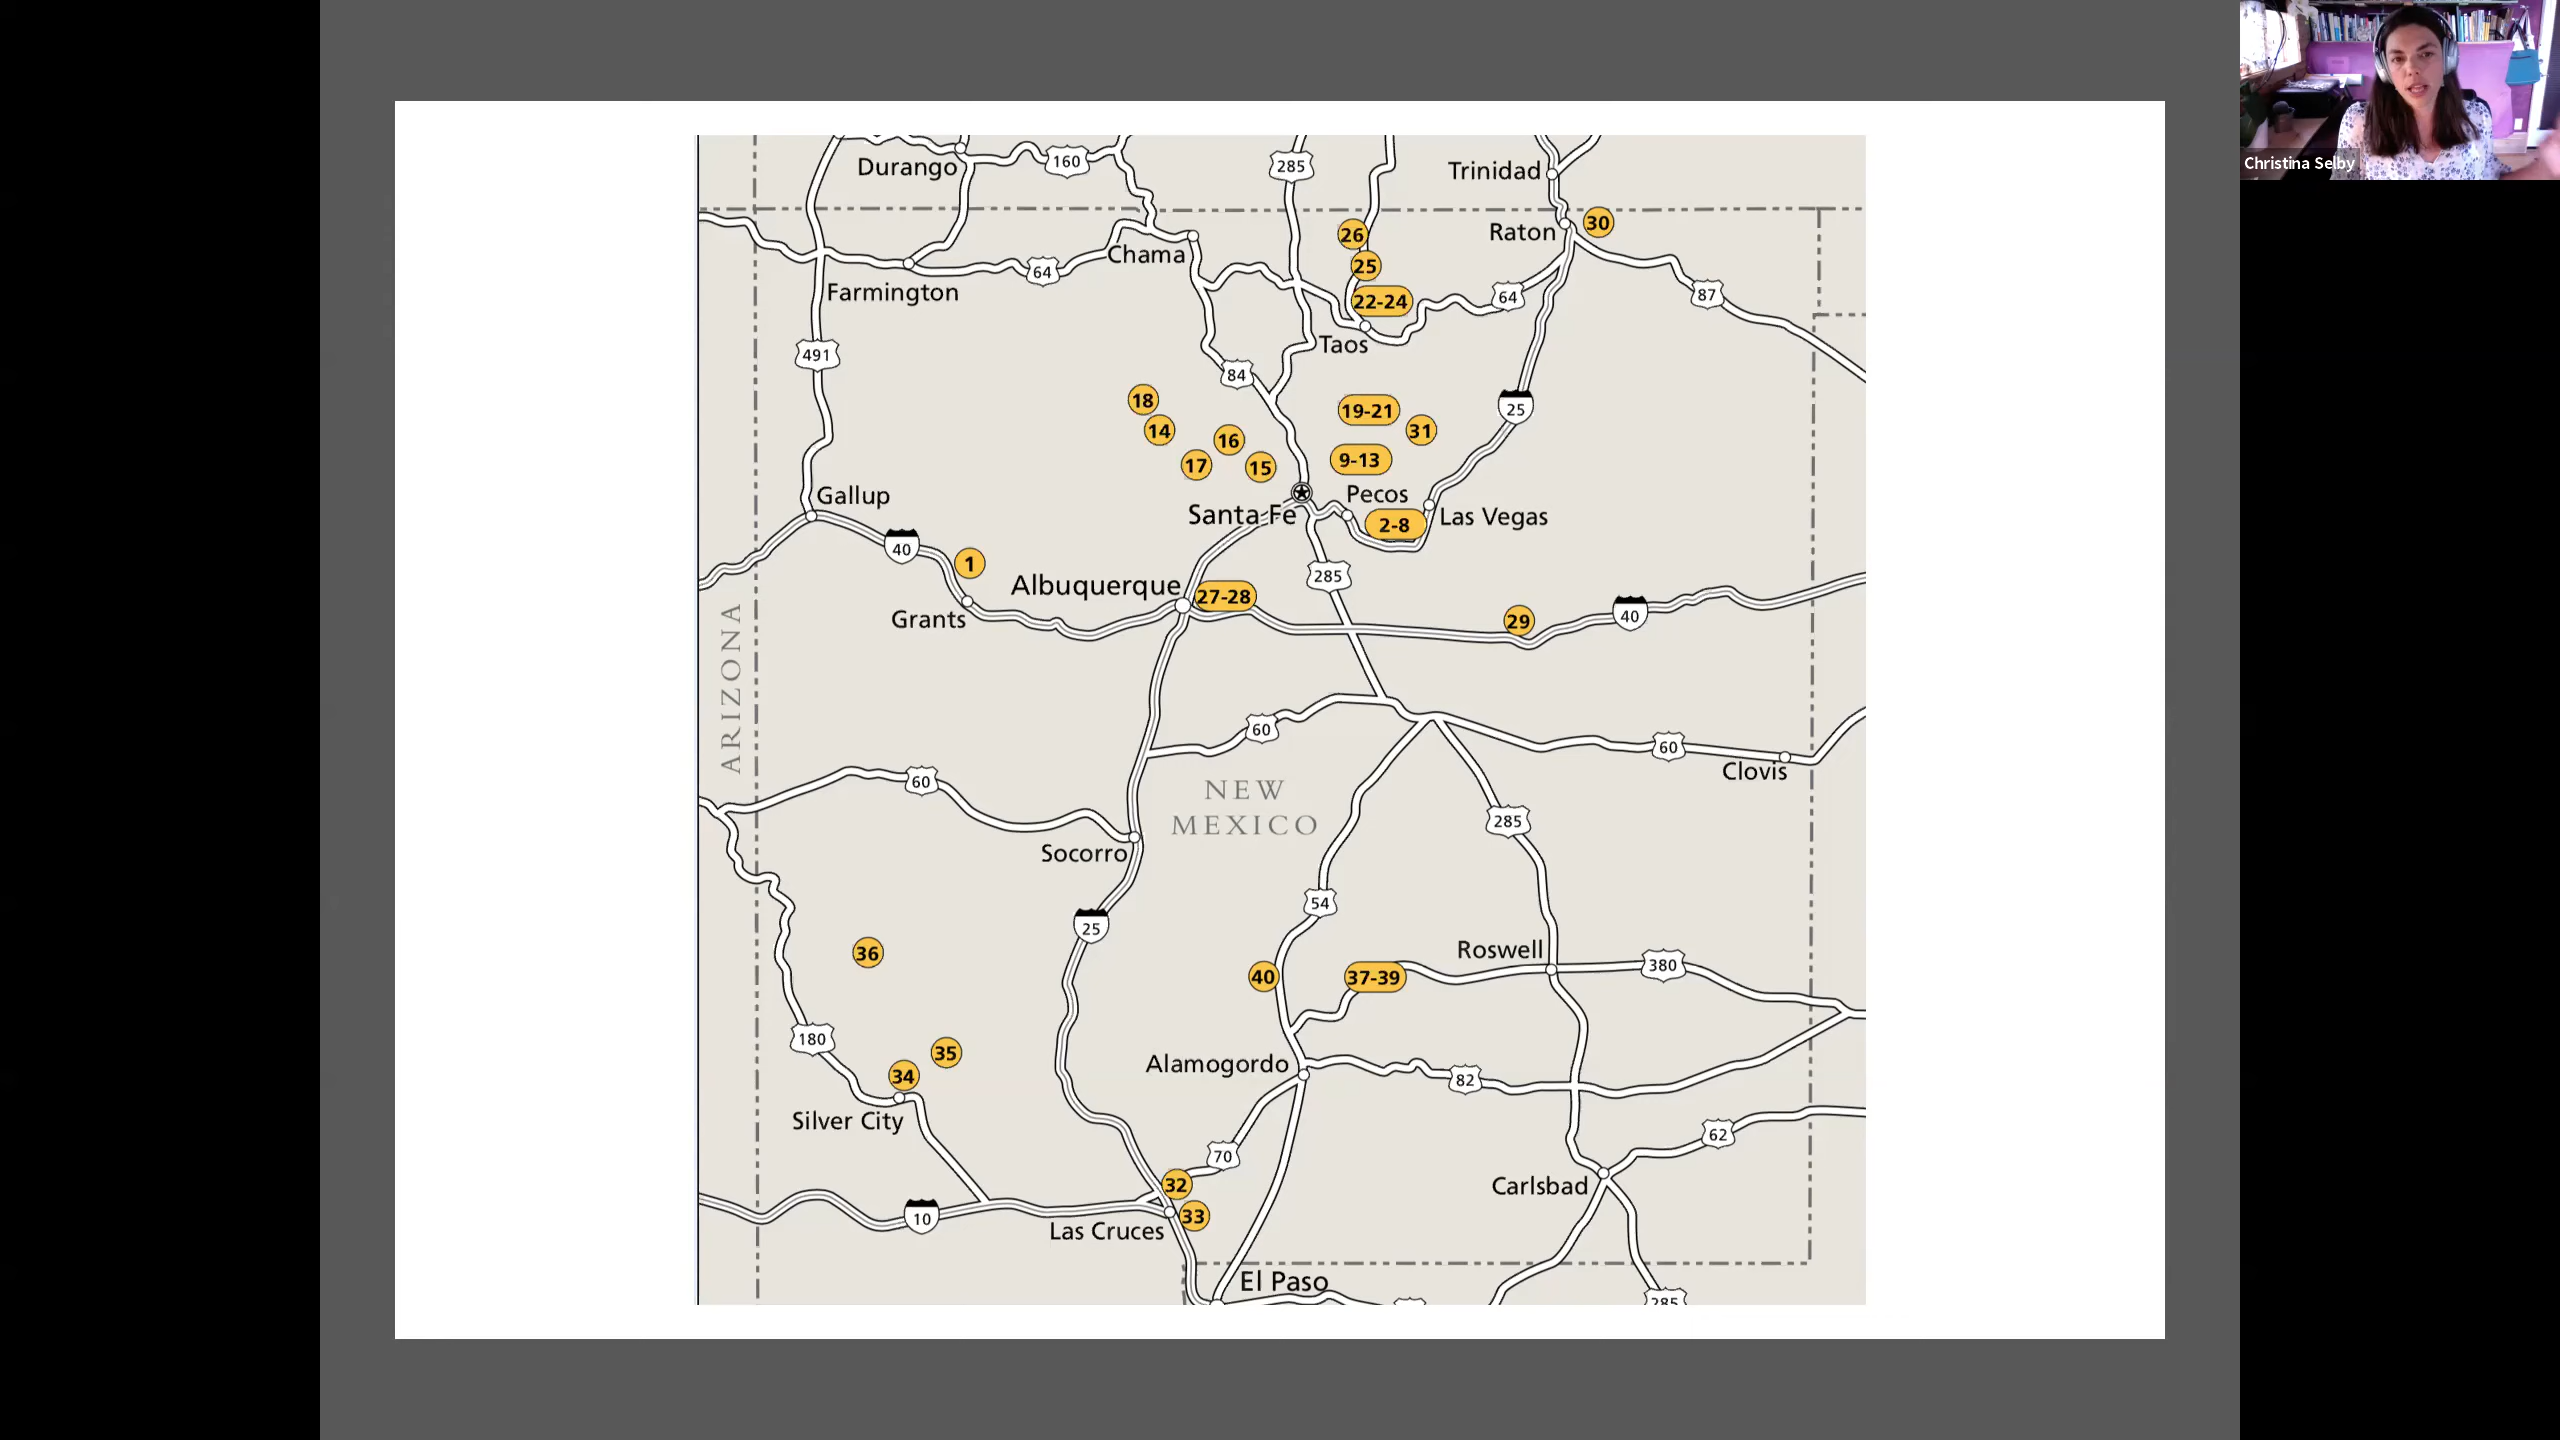 Christina Selby
Durango
160
285
Trinidad
26
Raton
30
Chama
25
64
Farmington
22-24
64
87
491
Taos
84
18
19-21
25
14
16
31
17
15
9-13
Gallup
Pecos
Santa Fe
2-8
Las Vegas
40
1
285
Albuquerque
27-28
Grants
29
40
ARIZONA
60
60
Clovis
60
NEW
MEXICO
285
Socorro
54
25
36
Roswell
380
40
37-39
180
35
Alamogordo
34
82
Silver City
62
70
32
Carlsbad
10
33
Las Cruces
El Paso
285